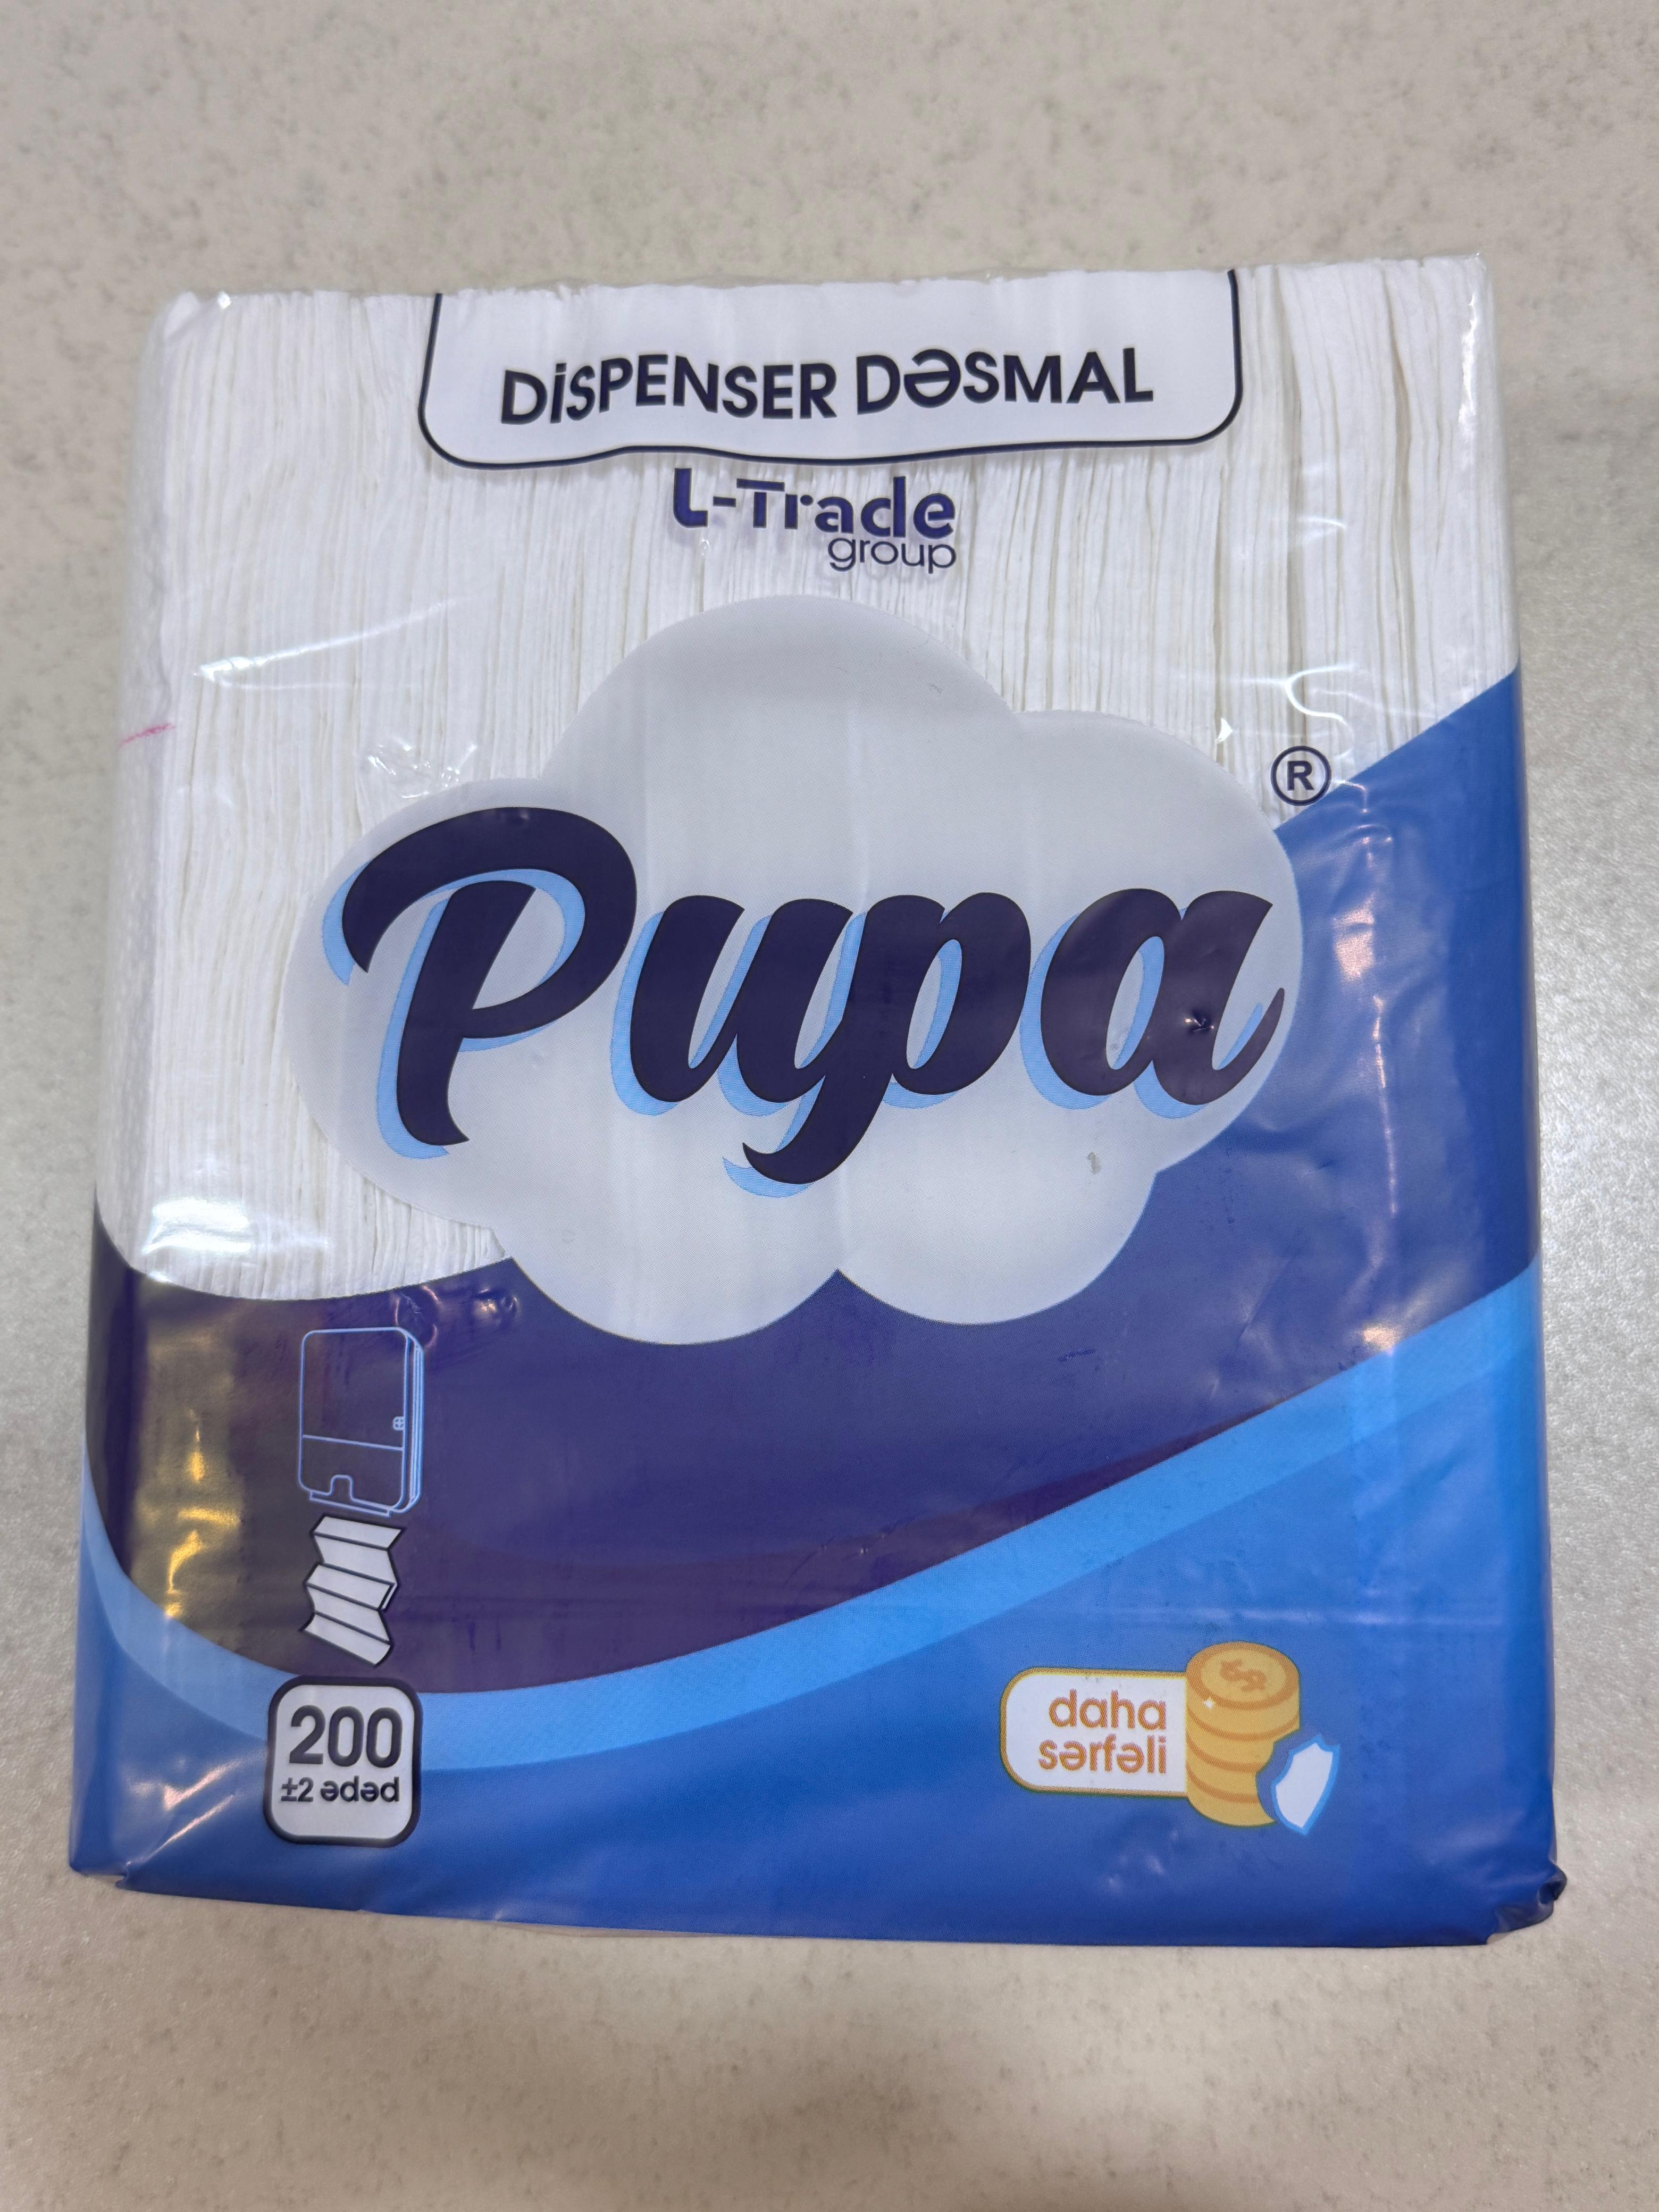 DİSPENSER DƏSMAL
L-Trade
group
Pupa
®
200
±2 ədəd
daha
sərfəli